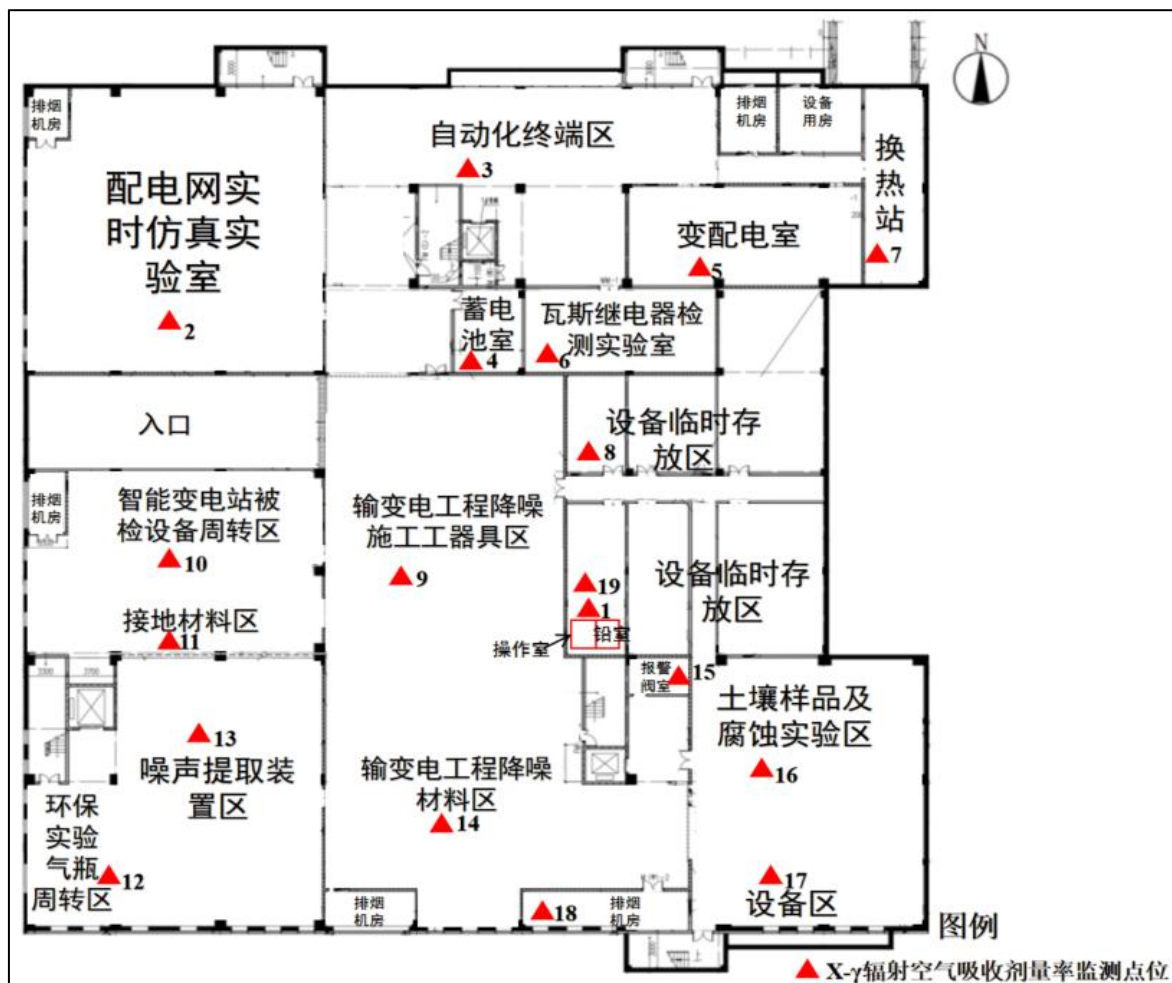 N
排烟
机房
自动化终端区
3
排烟
机房
设备
用房
换
热
站
7
配电网实
时仿真实
验室
2
变配电室
5
蓄电
池室
4
瓦斯继电器检
测实验室
6
入口
设备临时存
放区
8
排烟
机房
智能变电站被
检设备周转区
10
接地材料区
11
输变电工程降噪
施工工器具区
9
19
1
操作室
铅室
设备临时存
放区
报警
阀室
15
土壤样品及
腐蚀实验区
16
13
噪声提取装
置区
环保
实验
气瓶
周转区
12
输变电工程降噪
材料区
14
17
设备区
排烟
机房
18
排烟
机房
图例
X-γ辐射空气吸收剂量率监测点位